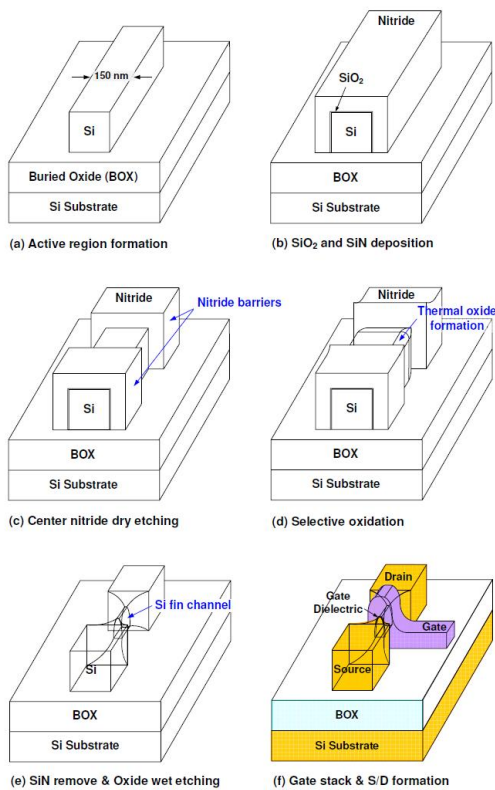 150 nm
Si
Buried Oxide (BOX)
Si Substrate
(a) Active region formation
Nitride
SiO2
Si
BOX
Si Substrate
(b) SiO2 and SiN deposition
Nitride
Nitride barriers
Si
BOX
Si Substrate
(c) Center nitride dry etching
Nitride
Thermal oxide
formation
Si
BOX
Si Substrate
(d) Selective oxidation
Si fin channel
Si
BOX
Si Substrate
(e) SiN remove & Oxide wet etching
Drain
Gate
Dielectric
Gate
Source
BOX
Si Substrate
(f) Gate stack & S/D formation